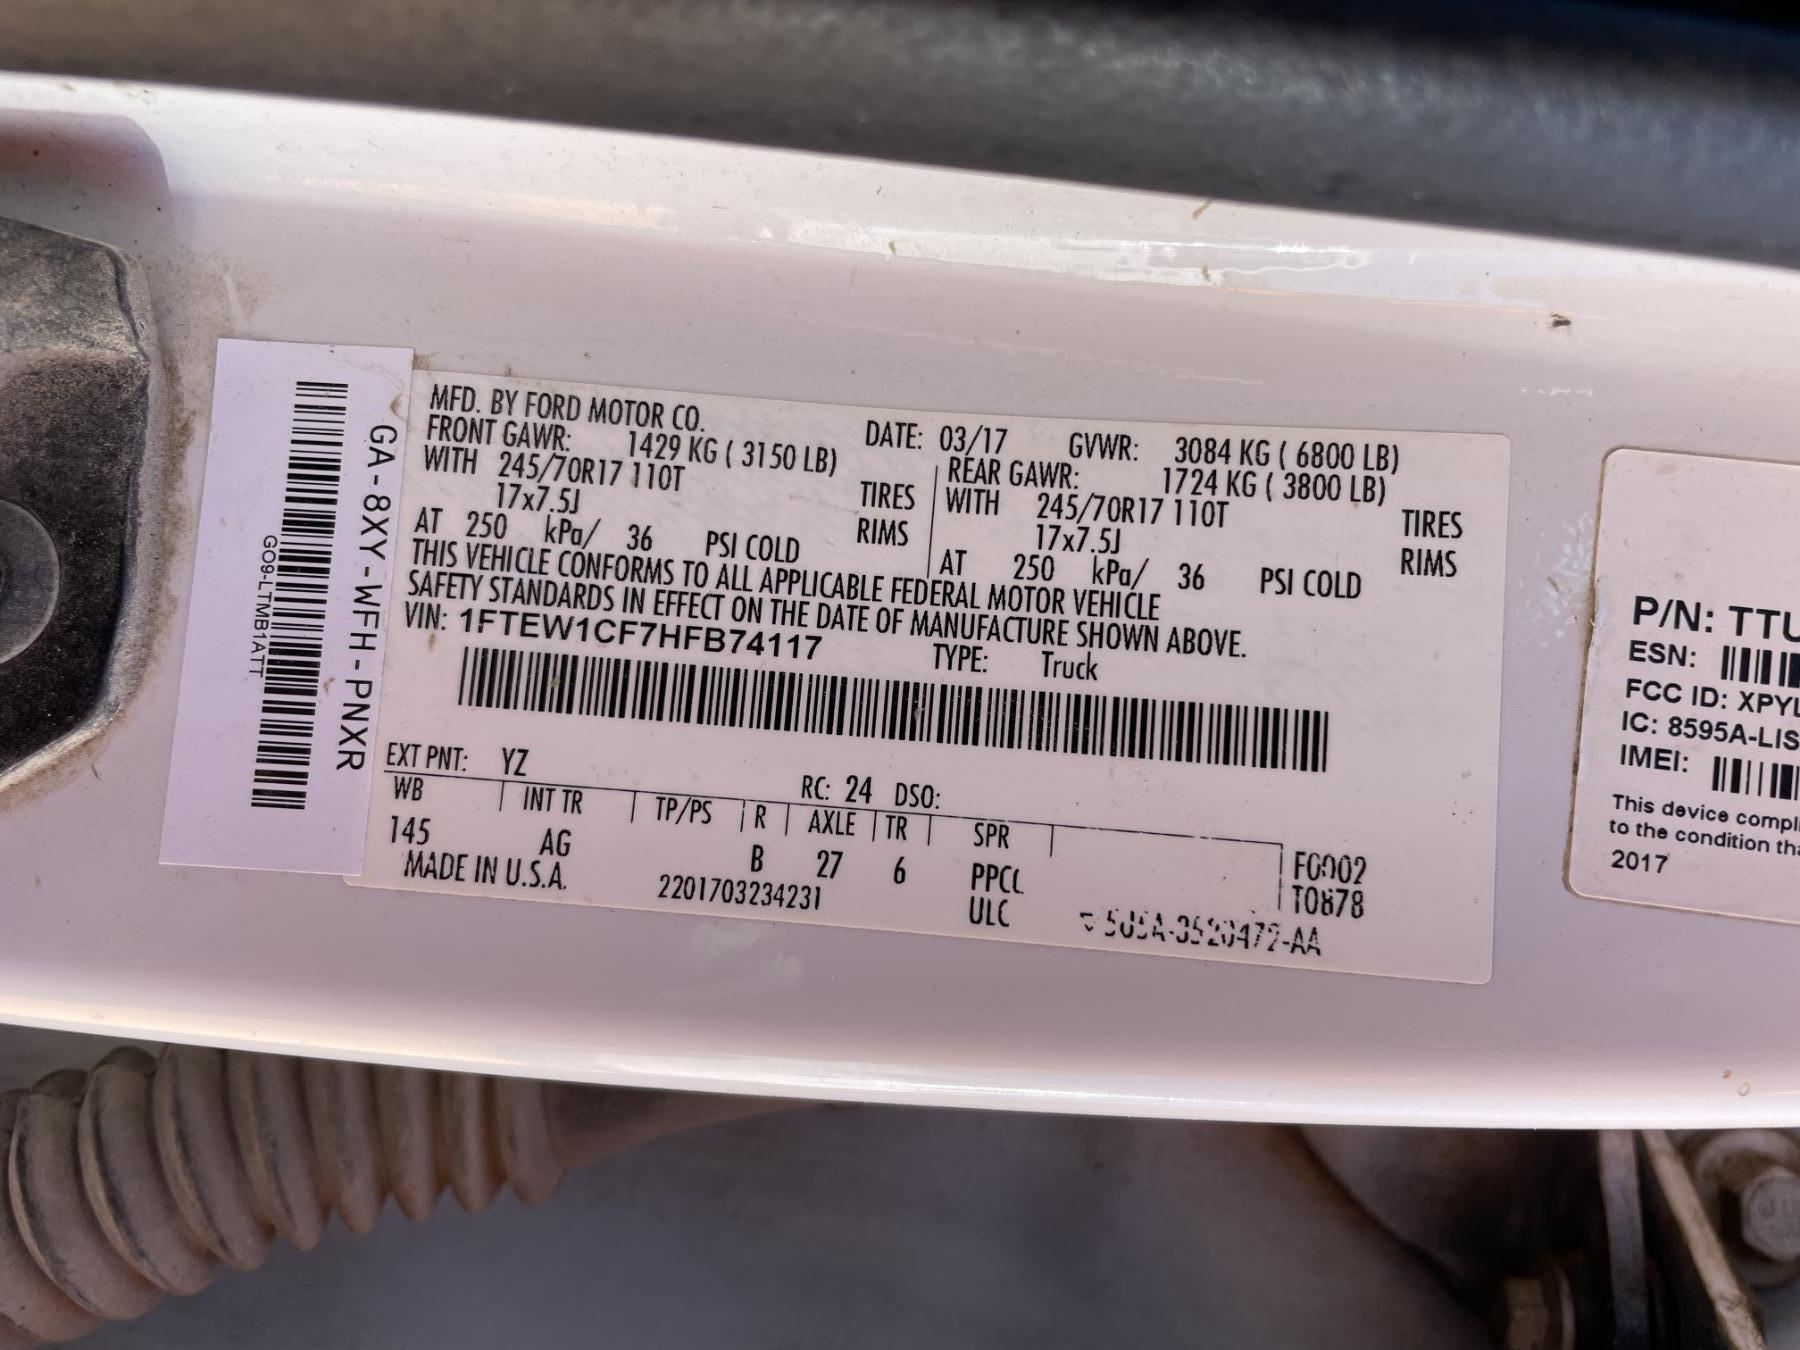 GA-8XY-WFH-PNXR
GO9-LTMB1ATT
MFD. BY FORD MOTOR CO.
DATE: 03/17 GVWR: 3084 KG ( 6800 LB)
FRONT GAWR: 1429 KG ( 3150 LB)
WITH 245/70R17 110T TIRES
17x7.5J RIMS
AT 250 kPa/ 36 PSI COLD
REAR GAWR: 1724 KG ( 3800 LB)
WITH 245/70R17 110T TIRES
17x7.5J RIMS
AT 250 kPa/ 36 PSI COLD
THIS VEHICLE CONFORMS TO ALL APPLICABLE FEDERAL MOTOR VEHICLE
SAFETY STANDARDS IN EFFECT ON THE DATE OF MANUFACTURE SHOWN ABOVE.
VIN: 1FTEW1CF7HFB74117
TYPE: Truck
EXT PNT: YZ RC: 24 DSO:
WB INT TR TP/PS R AXLE TR SPR
145 AG B 27 6 PPCL
F0002
T0878
MADE IN U.S.A. 2201703234231 ULC
P/N: TTU
ESN:
FCC ID: XPYU
IC: 8595A-LIS
IMEI:
This device compli
to the condition tha
2017